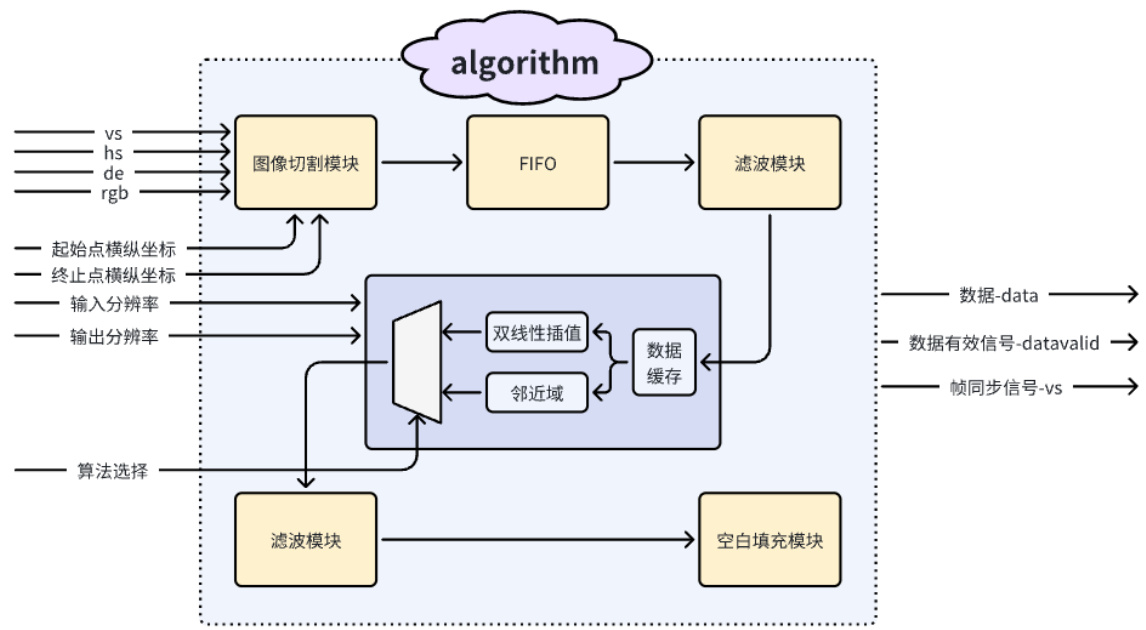 algorithm
vs
hs
de
rgb
图像切割模块
FIFO
滤波模块
起始点横纵坐标
终止点横纵坐标
输入分辨率
输出分辨率
双线性插值
邻近域
数据
缓存
数据-data
数据有效信号-datavalid
帧同步信号-vs
算法选择
滤波模块
空白填充模块